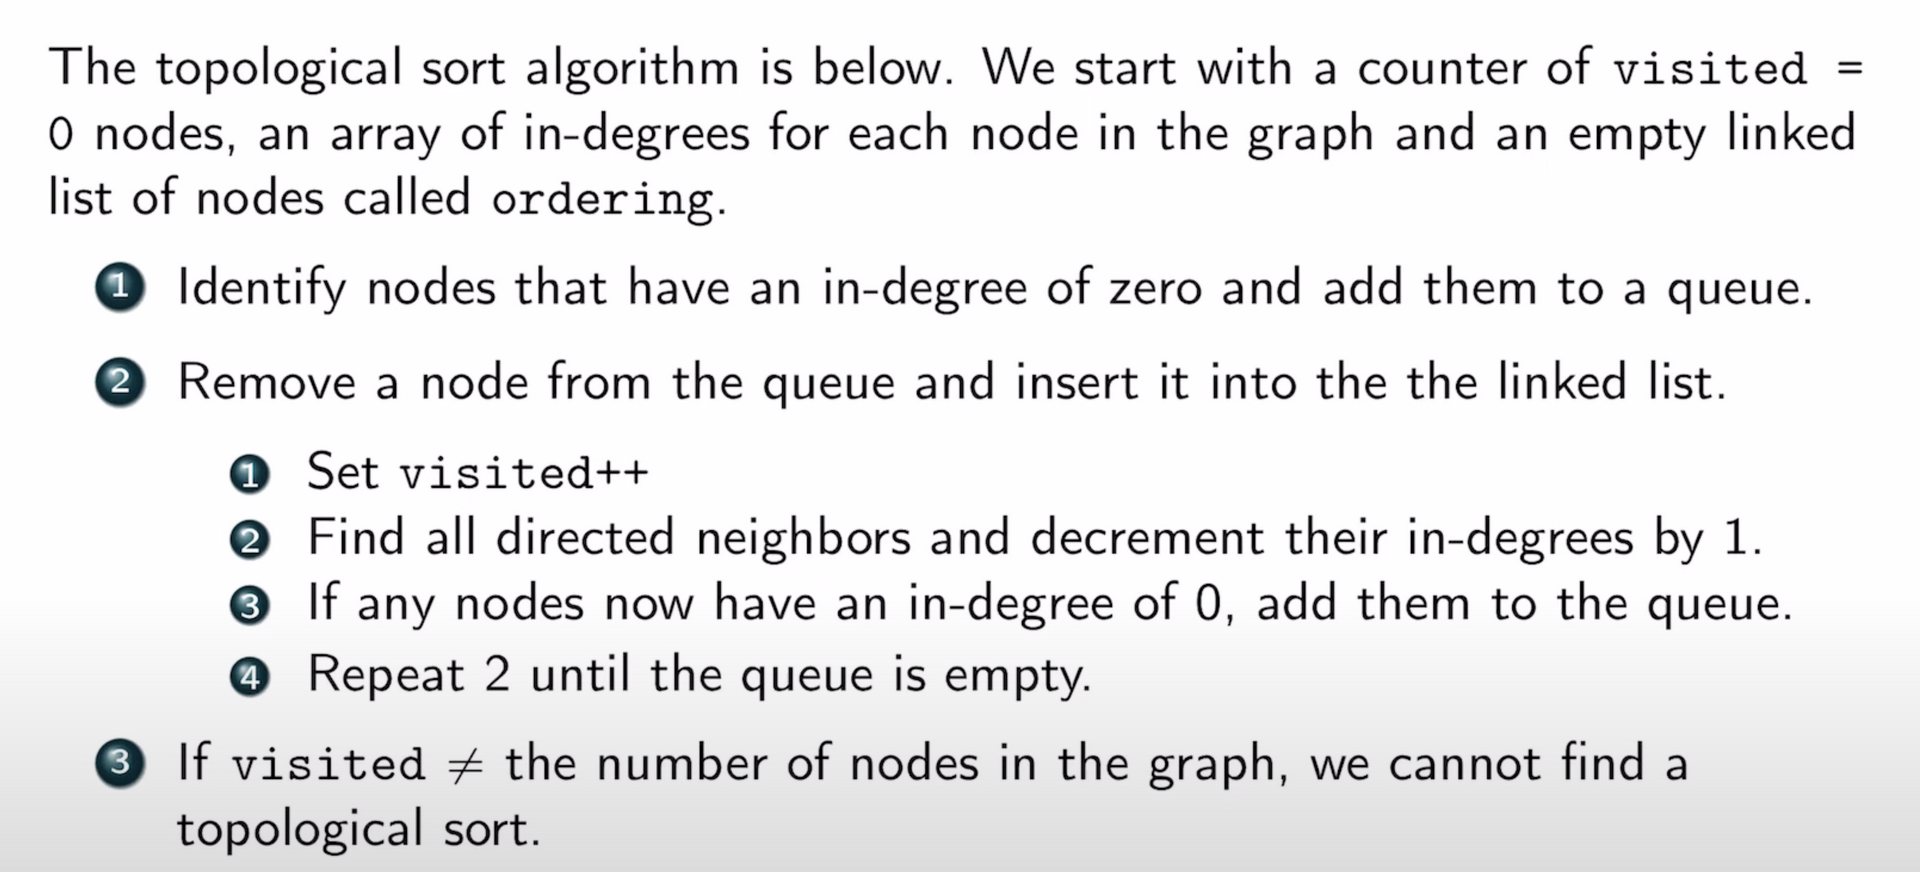 The topological sort algorithm is below. We start with a counter of visited =
0 nodes, an array of in-degrees for each node in the graph and an empty linked
list of nodes called ordering.
1 Identify nodes that have an in-degree of zero and add them to a queue.
2 Remove a node from the queue and insert it into the the linked list.
1 Set visited++
2 Find all directed neighbors and decrement their in-degrees by 1.
3 If any nodes now have an in-degree of 0, add them to the queue.
4 Repeat 2 until the queue is empty.
3 If visited ≠ the number of nodes in the graph, we cannot find a
topological sort.